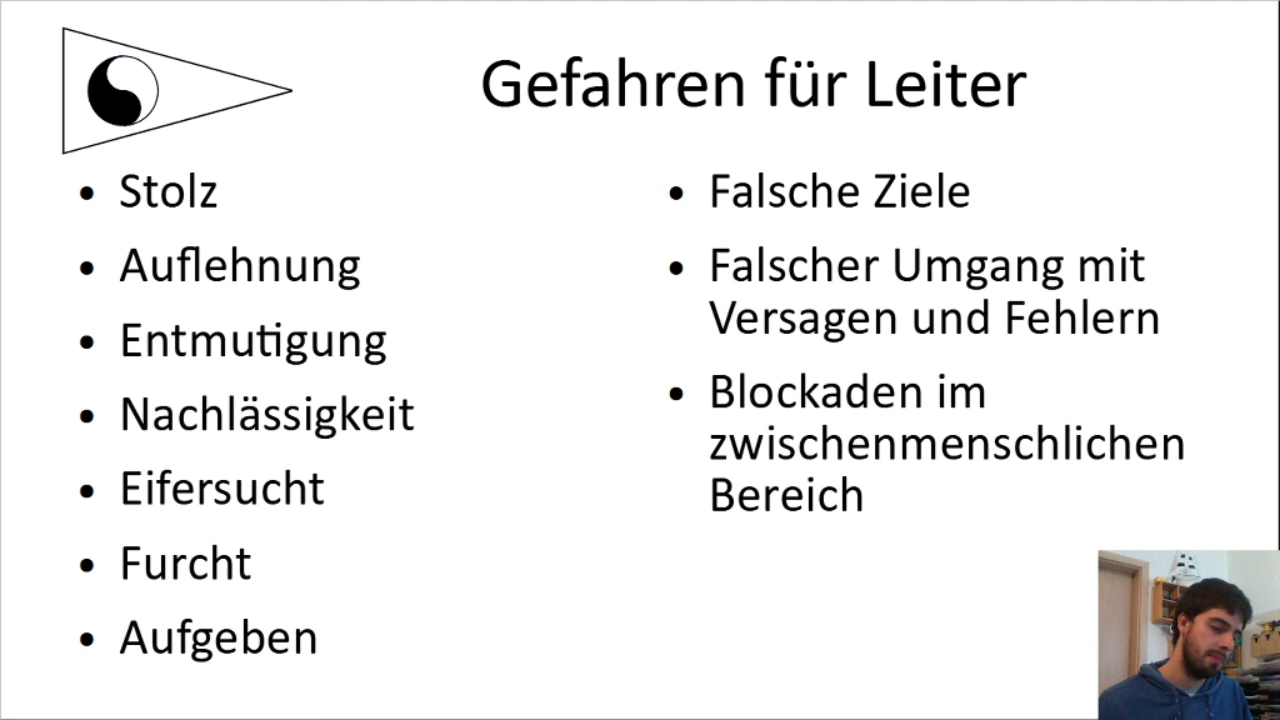 Gefahren für Leiter
• Stolz
• Auflehnung
• Entmutigung
• Nachlässigkeit
• Eifersucht
• Furcht
• Aufgeben
• Falsche Ziele
• Falscher Umgang mit
Versagen und Fehlern
• Blockaden im
zwischenmenschlichen
Bereich